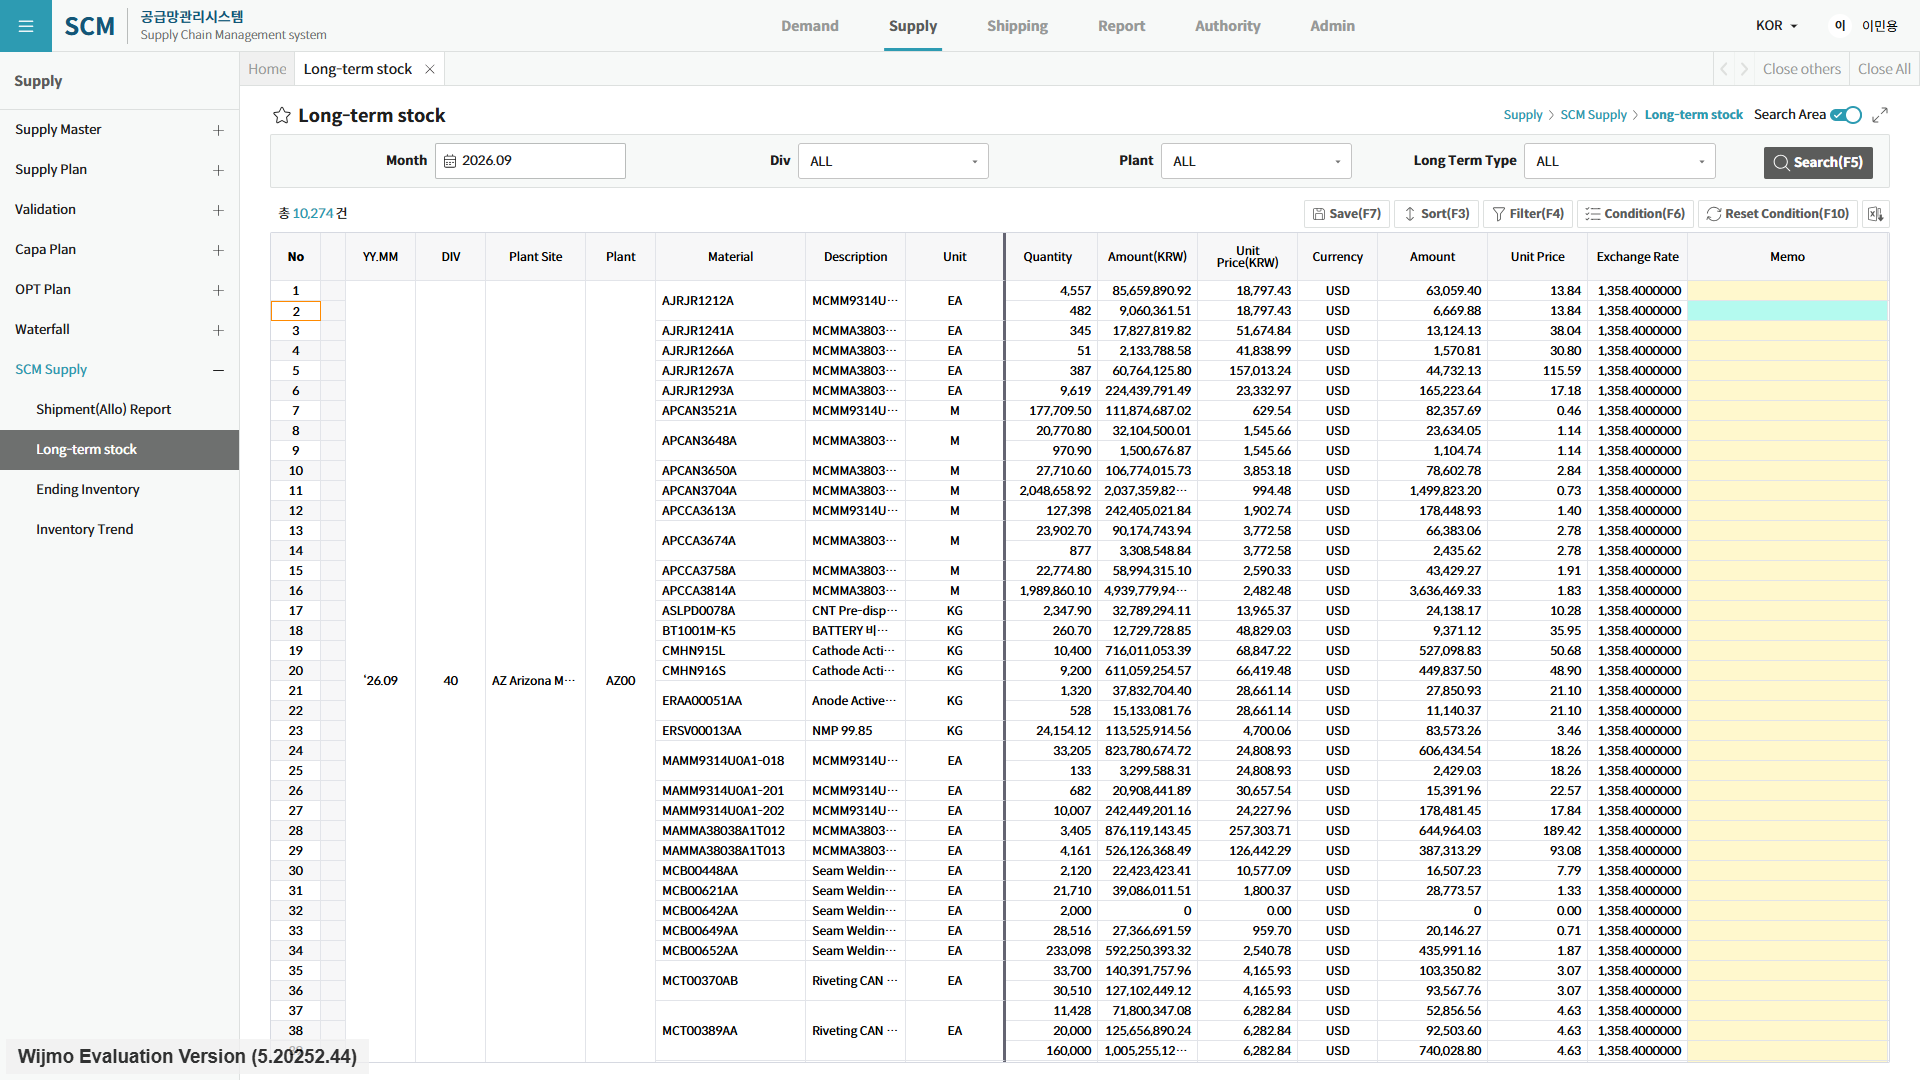 SCM
공급망관리시스템
Supply Chain Management system
Demand
Supply
Shipping
Report
Authority
Admin
KOR
이
이민용
Supply
Home
Long-term stock
Close others
Close All
Supply Master
Supply Plan
Validation
Capa Plan
OPT Plan
Waterfall
SCM Supply
Shipment(Allo) Report
Long-term stock
Ending Inventory
Inventory Trend
Long-term stock
Supply > SCM Supply > Long-term stock
Search Area
Month 2026.09
Div ALL
Plant ALL
Long Term Type ALL
Search(F5)
총 10,274 건
Save(F7)
Sort(F3)
Filter(F4)
Condition(F6)
Reset Condition(F10)
No YY.MM DIV Plant Site Plant Material Description Unit Quantity Amount(KRW) Unit Price(KRW) Currency Amount Unit Price Exchange Rate Memo
'26.09 40 AZ Arizona M··· AZ00
1 AJRJR1212A MCMM9314U··· EA 4,557 85,659,890.92 18,797.43 USD 63,059.40 13.84 1,358.4000000
2 482 9,060,361.51 18,797.43 USD 6,669.88 13.84 1,358.4000000
3 AJRJR1241A MCMMA3803··· EA 345 17,827,819.82 51,674.84 USD 13,124.13 38.04 1,358.4000000
4 AJRJR1266A MCMMA3803··· EA 51 2,133,788.58 41,838.99 USD 1,570.81 30.80 1,358.4000000
5 AJRJR1267A MCMMA3803··· EA 387 60,764,125.80 157,013.24 USD 44,732.13 115.59 1,358.4000000
6 AJRJR1293A MCMMA3803··· EA 9,619 224,439,791.49 23,332.97 USD 165,223.64 17.18 1,358.4000000
7 APCAN3521A MCMM9314U··· M 177,709.50 111,874,687.02 629.54 USD 82,357.69 0.46 1,358.4000000
8 APCAN3648A MCMMA3803··· M 20,770.80 32,104,500.01 1,545.66 USD 23,634.05 1.14 1,358.4000000
9 970.90 1,500,676.87 1,545.66 USD 1,104.74 1.14 1,358.4000000
10 APCAN3650A MCMMA3803··· M 27,710.60 106,774,015.73 3,853.18 USD 78,602.78 2.84 1,358.4000000
11 APCAN3704A MCMMA3803··· M 2,048,658.92 2,037,359,82··· 994.48 USD 1,499,823.20 0.73 1,358.4000000
12 APCCA3613A MCMM9314U··· M 127,398 242,405,021.84 1,902.74 USD 178,448.93 1.40 1,358.4000000
13 APCCA3674A MCMMA3803··· M 23,902.70 90,174,743.94 3,772.58 USD 66,383.06 2.78 1,358.4000000
14 877 3,308,548.84 3,772.58 USD 2,435.62 2.78 1,358.4000000
15 APCCA3758A MCMMA3803··· M 22,774.80 58,994,315.10 2,590.33 USD 43,429.27 1.91 1,358.4000000
16 APCCA3814A MCMMA3803··· M 1,989,860.10 4,939,779,94··· 2,482.48 USD 3,636,469.33 1.83 1,358.4000000
17 ASLPD0078A CNT Pre-disp··· KG 2,347.90 32,789,294.11 13,965.37 USD 24,138.17 10.28 1,358.4000000
18 BT1001M-K5 BATTERY 비··· KG 260.70 12,729,728.85 48,829.03 USD 9,371.12 35.95 1,358.4000000
19 CMHN915L Cathode Acti··· KG 10,400 716,011,053.39 68,847.22 USD 527,098.83 50.68 1,358.4000000
20 CMHN916S Cathode Acti··· KG 9,200 611,059,254.57 66,419.48 USD 449,837.50 48.90 1,358.4000000
21 ERAA00051AA Anode Active··· KG 1,320 37,832,704.40 28,661.14 USD 27,850.93 21.10 1,358.4000000
22 528 15,133,081.76 28,661.14 USD 11,140.37 21.10 1,358.4000000
23 ERSV00013AA NMP 99.85 KG 24,154.12 113,525,914.56 4,700.06 USD 83,573.26 3.46 1,358.4000000
24 MAMM9314U0A1-018 MCMM9314U··· EA 33,205 823,780,674.72 24,808.93 USD 606,434.54 18.26 1,358.4000000
25 133 3,299,588.31 24,808.93 USD 2,429.03 18.26 1,358.4000000
26 MAMM9314U0A1-201 MCMM9314U··· EA 682 20,908,441.89 30,657.54 USD 15,391.96 22.57 1,358.4000000
27 MAMM9314U0A1-202 MCMM9314U··· EA 10,007 242,449,201.16 24,227.96 USD 178,481.45 17.84 1,358.4000000
28 MAMMA38038A1T012 MCMMA3803··· EA 3,405 876,119,143.45 257,303.71 USD 644,964.03 189.42 1,358.4000000
29 MAMMA38038A1T013 MCMMA3803··· EA 4,161 526,126,368.49 126,442.29 USD 387,313.29 93.08 1,358.4000000
30 MCB00448AA Seam Weldin··· EA 2,120 22,423,423.41 10,577.09 USD 16,507.23 7.79 1,358.4000000
31 MCB00621AA Seam Weldin··· EA 21,710 39,086,011.51 1,800.37 USD 28,773.57 1.33 1,358.4000000
32 MCB00642AA Seam Weldin··· EA 2,000 0 0.00 USD 0 0.00 1,358.4000000
33 MCB00649AA Seam Weldin··· EA 28,516 27,366,691.59 959.70 USD 20,146.27 0.71 1,358.4000000
34 MCB00652AA Seam Weldin··· EA 233,098 592,250,393.32 2,540.78 USD 435,991.16 1.87 1,358.4000000
35 MCT00370AB Riveting CAN ··· EA 33,700 140,391,757.96 4,165.93 USD 103,350.82 3.07 1,358.4000000
36 30,510 127,102,449.12 4,165.93 USD 93,567.76 3.07 1,358.4000000
37 11,428 71,800,347.08 6,282.84 USD 52,856.56 4.63 1,358.4000000
38 MCT00389AA Riveting CAN ··· EA 20,000 125,656,890.24 6,282.84 USD 92,503.60 4.63 1,358.4000000
160,000 1,005,255,12··· 6,282.84 USD 740,028.80 4.63 1,358.4000000
Wijmo Evaluation Version (5.20252.44)